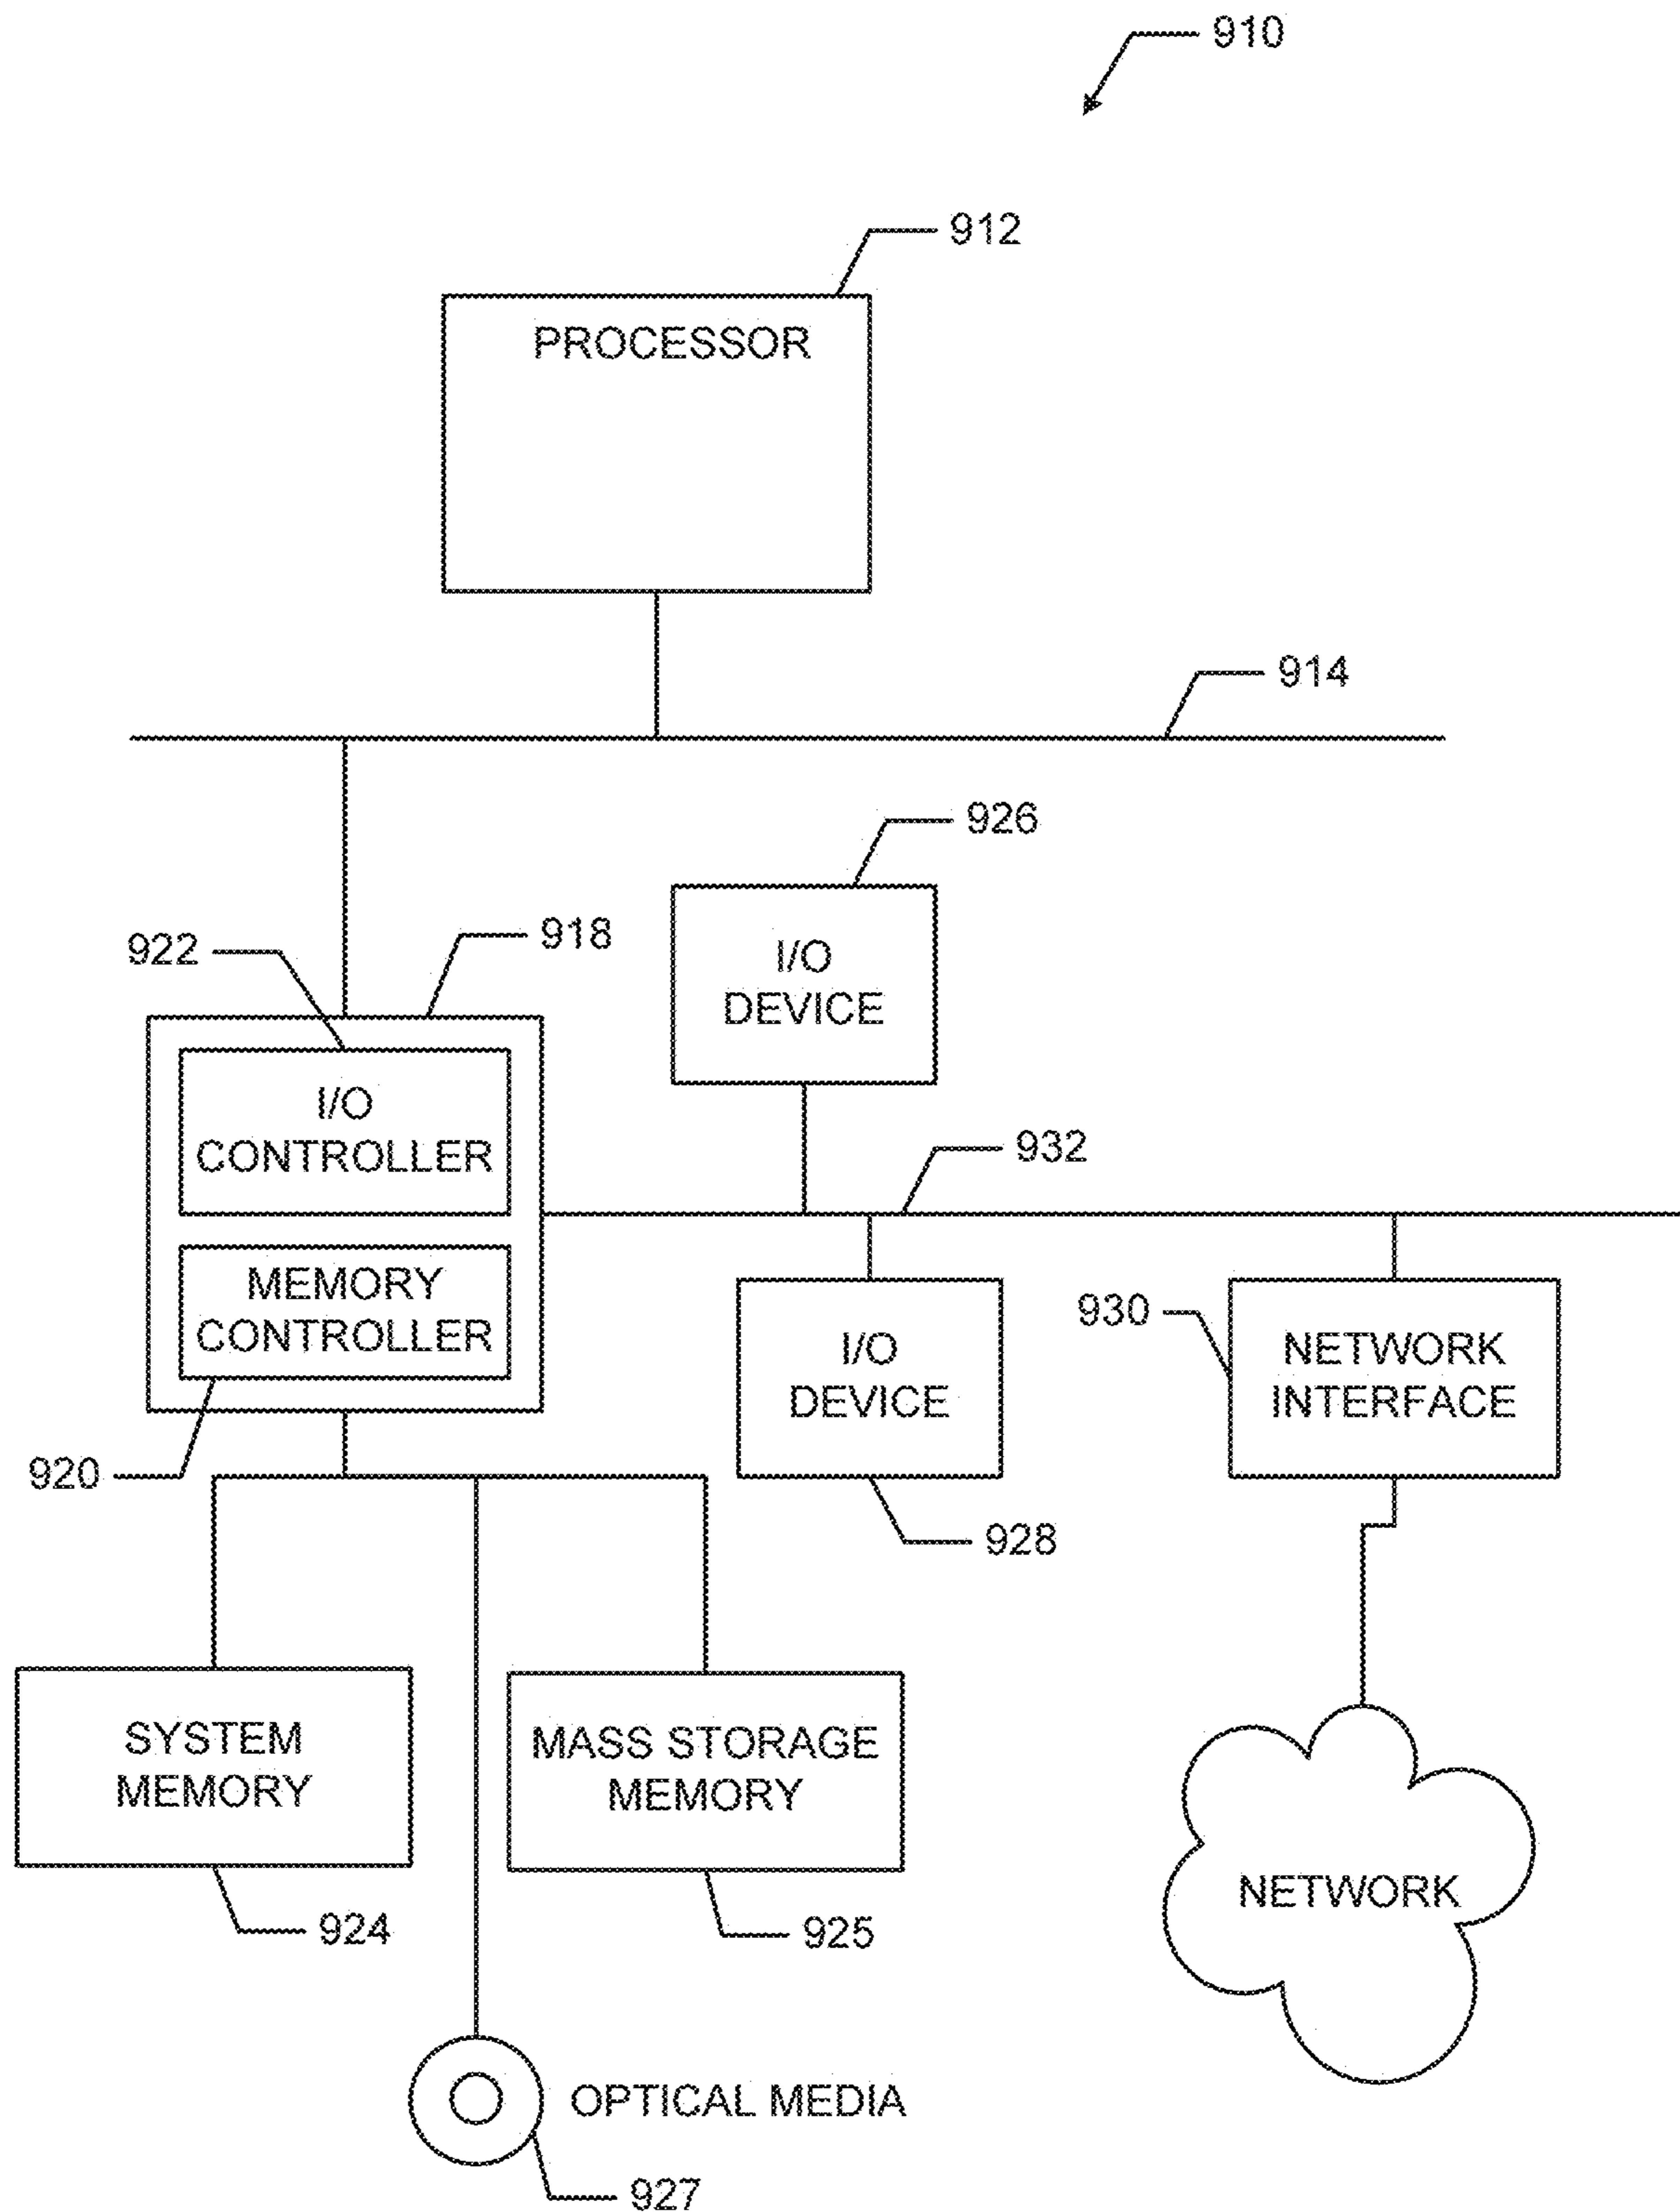 910
912
PROCESSOR
914
926
I/O
DEVICE
922
918
I/O
CONTROLLER
932
MEMORY
CONTROLLER
920
I/O
DEVICE
928
930
NETWORK
INTERFACE
SYSTEM
MEMORY
924
MASS STORAGE
MEMORY
925
NETWORK
OPTICAL MEDIA
927